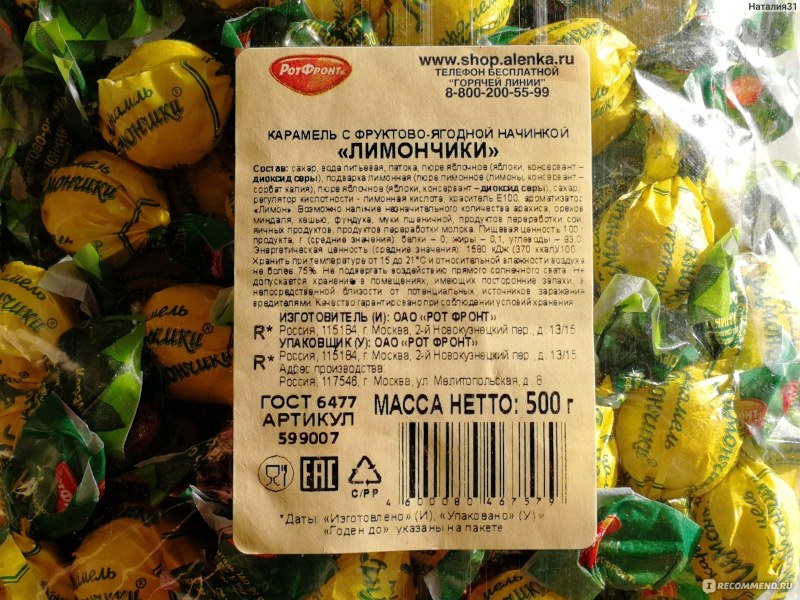 Наталия31
РОТФРОНТ
www.shop.alenka.ru
ТЕЛЕФОН БЕСПЛАТНОЙ
"ГОРЯЧЕЙ ЛИНИИ"
8-800-200-55-99
КАРАМЕЛЬ С ФРУКТОВО-ЯГОДНОЙ НАЧИНКОЙ
«ЛИМОНЧИКИ»
Состав: сахар, вода питьевая, патока, пюре яблочное (яблоки, консервант –
диоксид серы), подварка лимонная (пюре лимонное (лимоны, консервант –
сорбат калия), пюре яблочное (яблоки, консервант – диоксид серы), сахар,
регулятор кислотности - лимонная кислота, краситель Е100, ароматизатор
«Лимон». Возможно наличие незначительного количества арахиса, орехов
миндаля, кешью, фундука, муки пшеничной, продуктов переработки сои
яичных продуктов, продуктов переработки молока. Пищевая ценность 100 г
продукта, г (средние значения): белки – 0, жиры – 0,1, углеводы –
Энергетическая ценность (средние значения): 1580 кДж (370 ккал)/100
Хранить при температуре от 15 до 21°С и относительной влажности воздуха
не более 75%. Не подвергать воздействию прямого солнечного света. Не
допускается хранение в помещениях, имеющих посторонние запахи, в
непосредственной близости от потенциальных источников заражения
вредителями. Качество гарантировано при соблюдении условий хранения
ИЗГОТОВИТЕЛЬ (И): ОАО «РОТ ФРОНТ»
R* Россия, 115184, г. Москва, 2-й Новокузнецкий пер., д. 13/15
УПАКОВЩИК (У): ОАО "РОТ ФРОНТ"
R* Россия, 115184, г. Москва, 2-й Новокузнецкий пер., д. 13/15
Адрес производства:
Россия, 117546, г. Москва, ул. Мелитопольская, д. 8
ГОСТ 6477
АРТИКУЛ
599007
МАССА НЕТТО: 500 г
EAC
C/PP
4 600080 467579
*Даты: «Изготовлено» (И), «Упаковано» (У) и
«Годен до» указаны на пакете
карамель
Лимончики
I RECOMMEND.RU